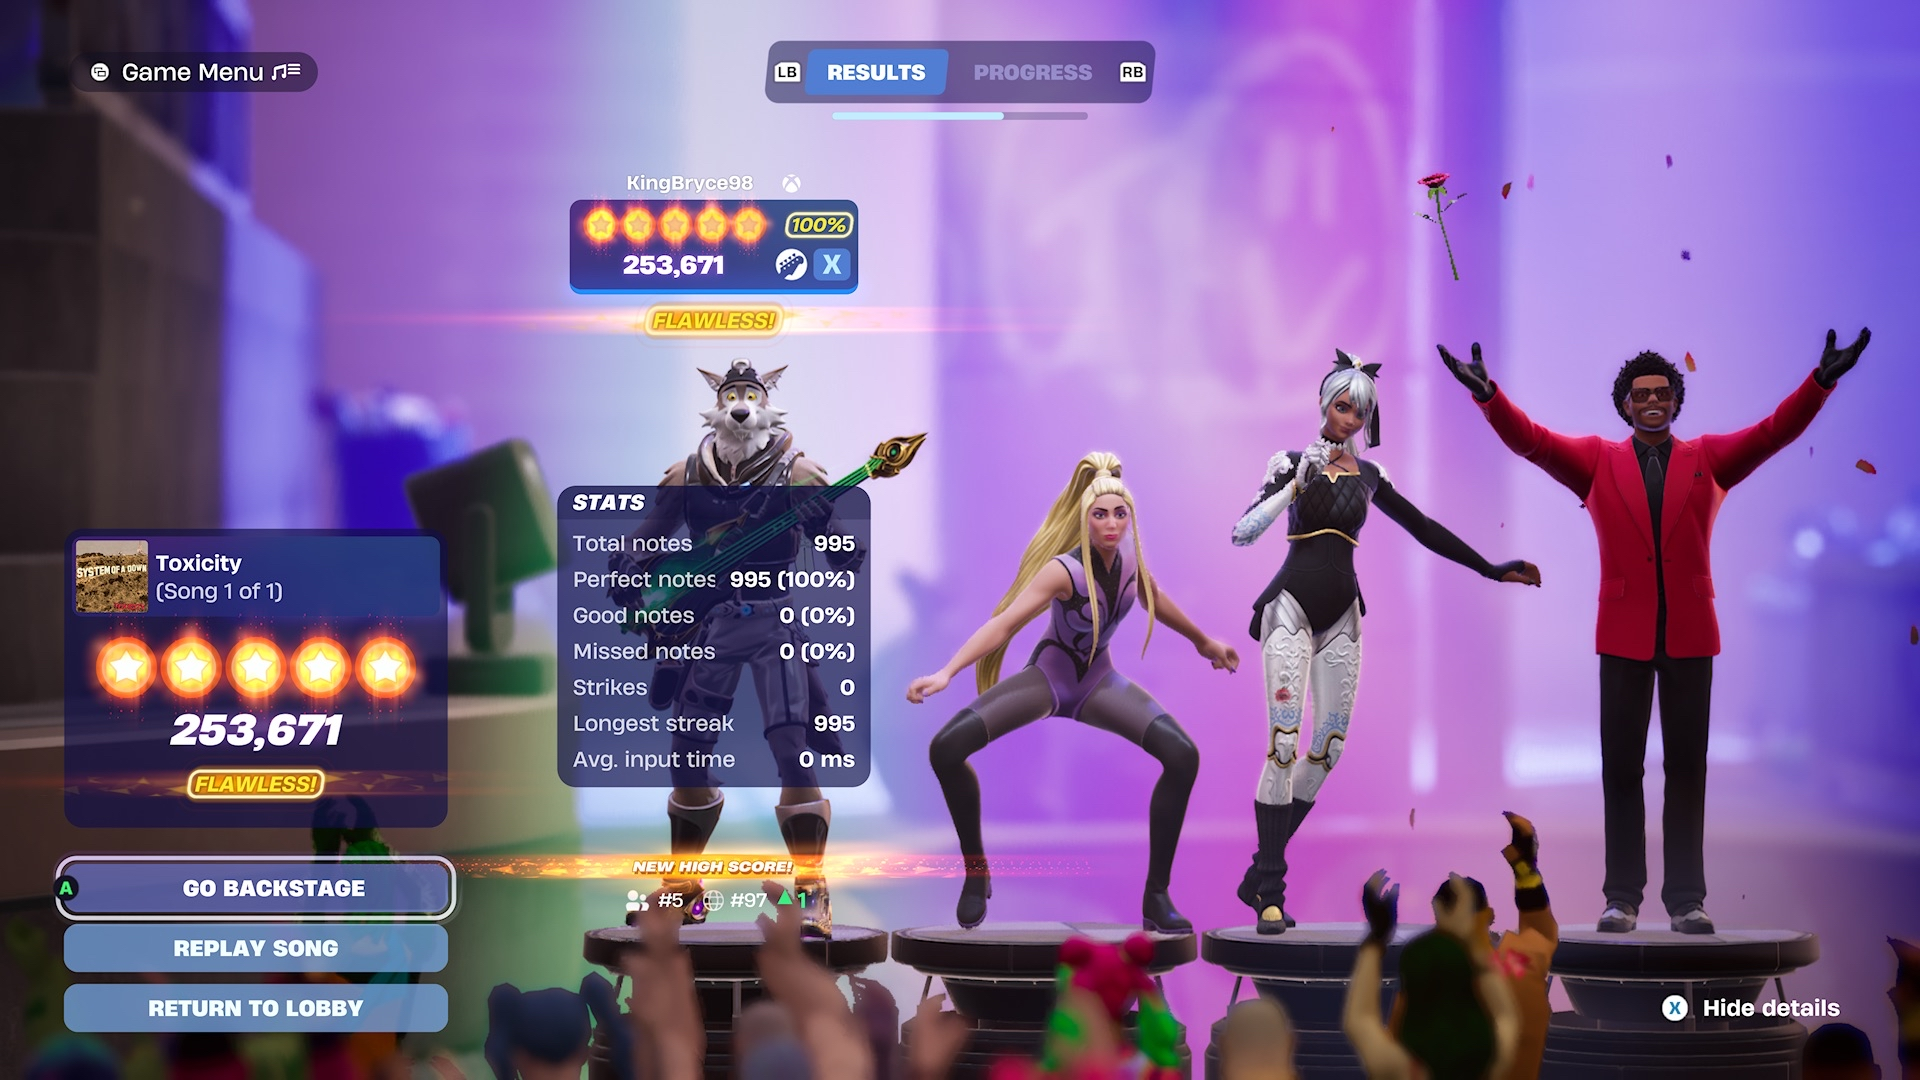 Game Menu
LB RESULTS PROGRESS RB
KingBryce98
100%
253,671
X
FLAWLESS!
STATS
Total notes 995
Perfect notes 995 (100%)
Good notes 0 (0%)
Missed notes 0 (0%)
Strikes 0
Longest streak 995
Avg. input time 0 ms
NEW HIGH SCORE!
#5 #97 1
SYSTEM OF A DOWN
Toxicity
(Song 1 of 1)
253,671
FLAWLESS!
A GO BACKSTAGE
REPLAY SONG
RETURN TO LOBBY
X Hide details